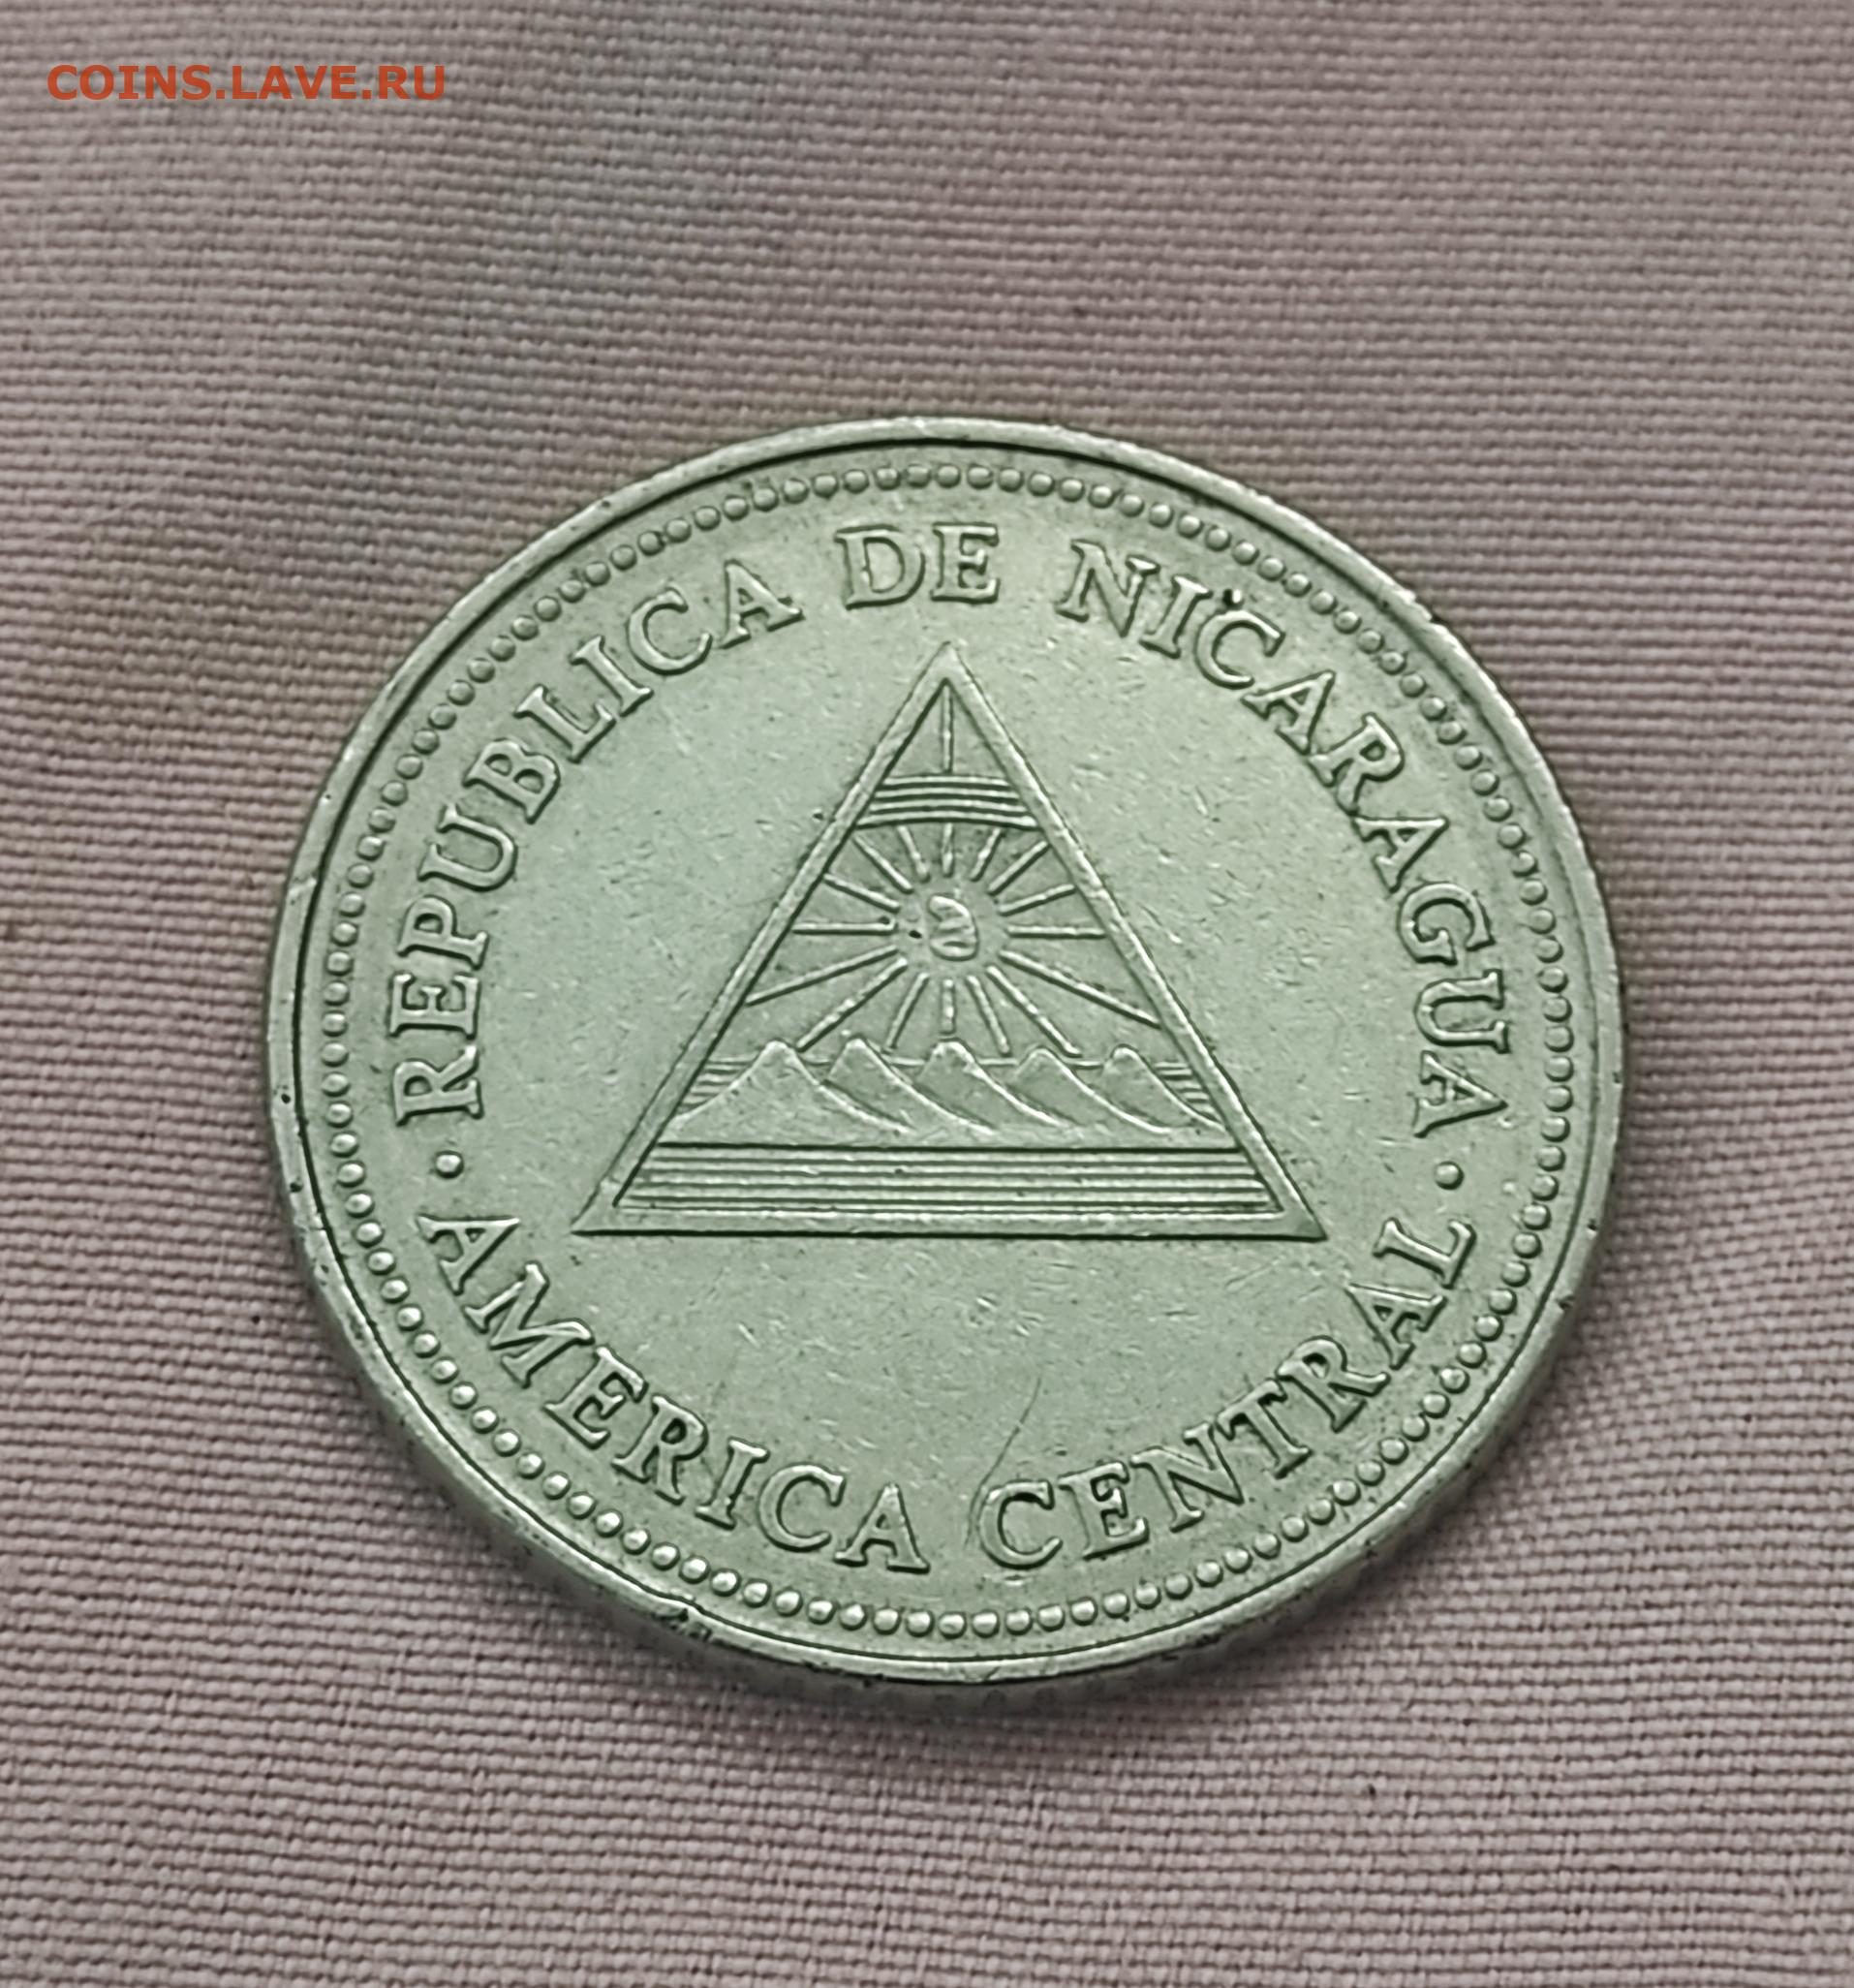 COINS.LAVE.RU
REPUBLICA DE NICARAGUA
· AMERICA CENTRAL ·